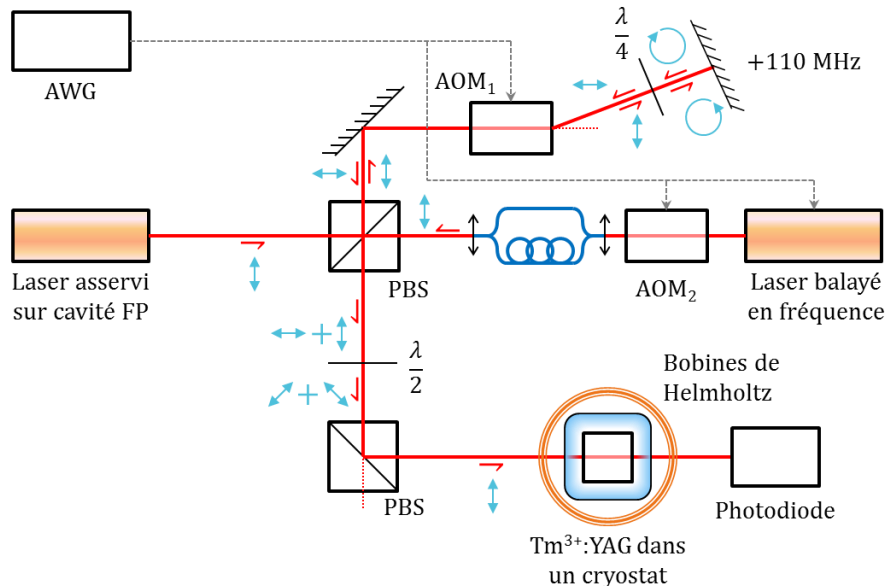 AWG
AOM₁
λ/4
+110 MHz
Laser asservi
sur cavité FP
PBS
AOM₂
Laser balayé
en fréquence
λ/2
PBS
Bobines de
Helmholtz
Tm³⁺:YAG dans
un cryostat
Photodiode